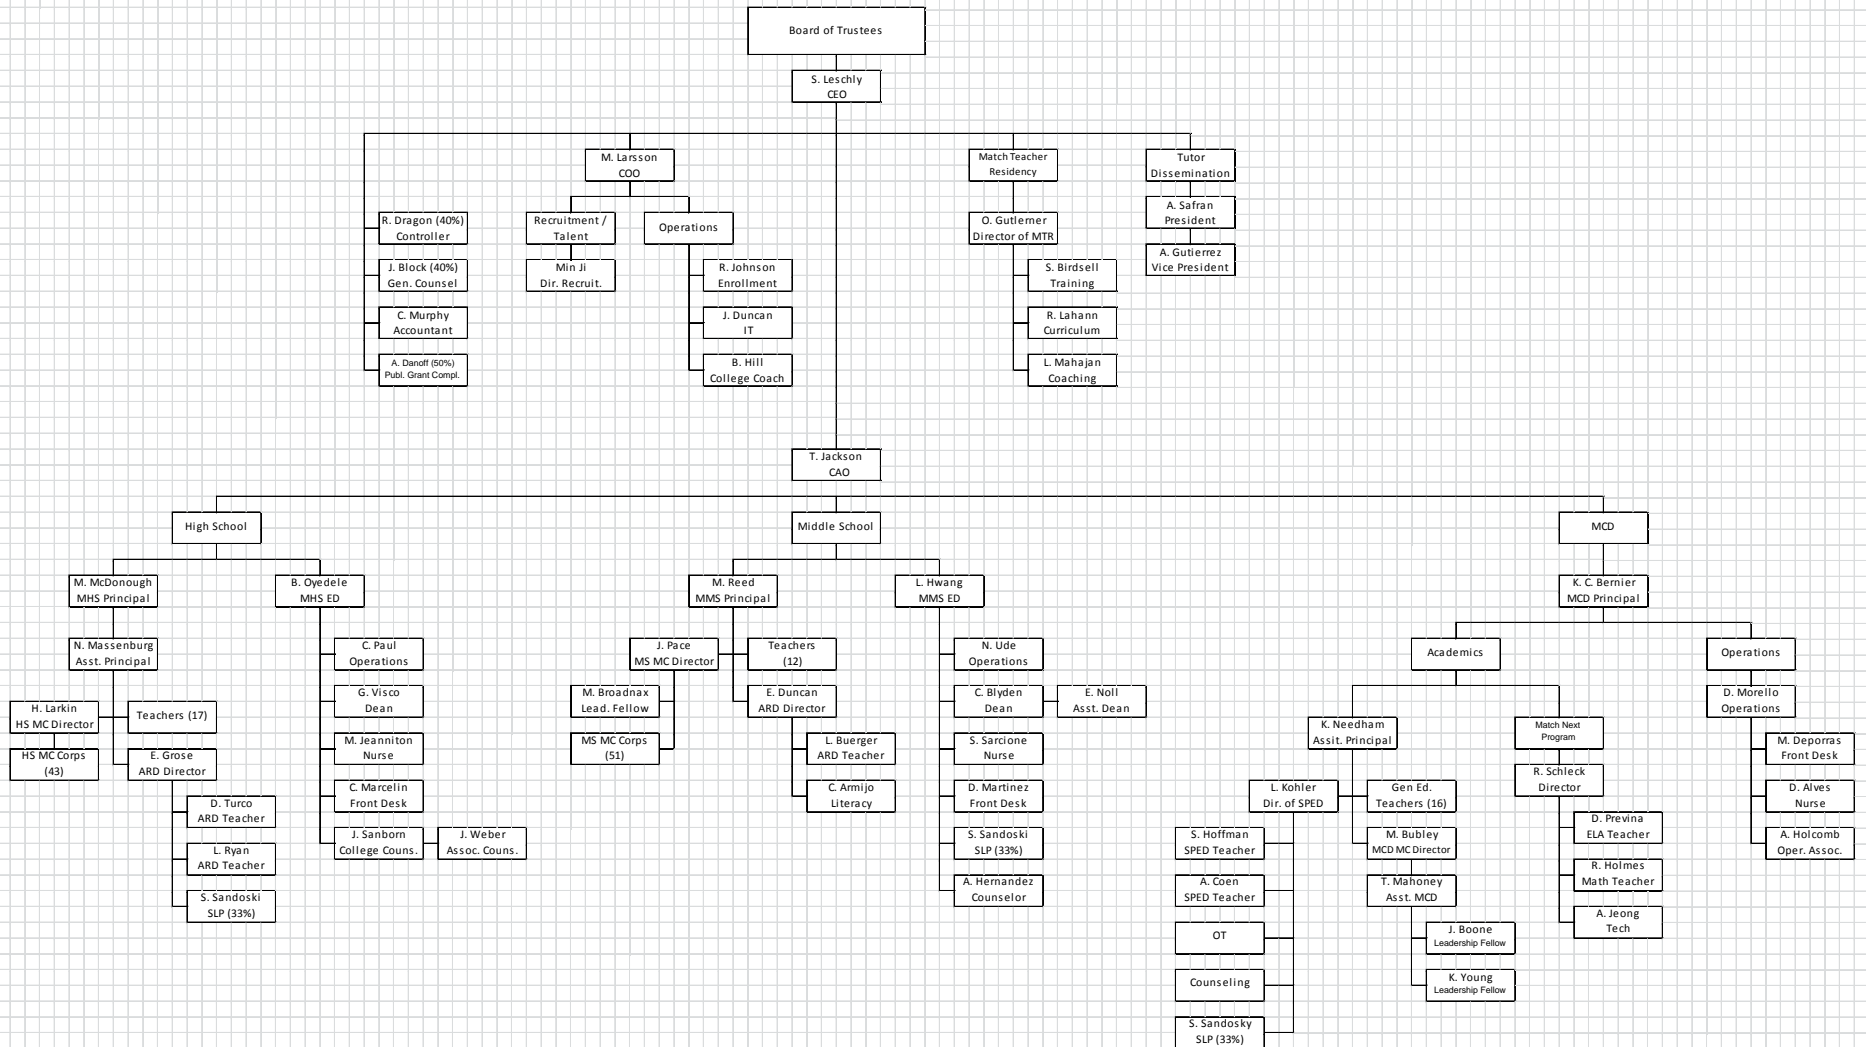 Board of Trustees
S. Leschly
CEO
M. Larsson
COO
Match Teacher
Residency
Tutor
Dissemination
R. Dragon (40%)
Controller
J. Block (40%)
Gen. Counsel
C. Murphy
Accountant
A. Danoff (50%)
Publ. Grant Compl.
Recruitment /
Talent
Min Ji
Dir. Recruit.
Operations
R. Johnson
Enrollment
J. Duncan
IT
B. Hill
College Coach
O. Gutlerner
Director of MTR
S. Birdsell
Training
R. Lahann
Curriculum
L. Mahajan
Coaching
A. Safran
President
A. Gutierrez
Vice President
T. Jackson
CAO
High School
Middle School
MCD
M. McDonough
MHS Principal
B. Oyedele
MHS ED
N. Massenburg
Asst. Principal
H. Larkin
HS MC Director
Teachers (17)
HS MC Corps
(43)
E. Grose
ARD Director
D. Turco
ARD Teacher
L. Ryan
ARD Teacher
S. Sandoski
SLP (33%)
C. Paul
Operations
G. Visco
Dean
M. Jeanniton
Nurse
C. Marcelin
Front Desk
J. Sanborn
College Couns.
J. Weber
Assoc. Couns.
M. Reed
MMS Principal
L. Hwang
MMS ED
J. Pace
MS MC Director
Teachers
(12)
M. Broadnax
Lead. Fellow
MS MC Corps
(51)
E. Duncan
ARD Director
L. Buerger
ARD Teacher
C. Armijo
Literacy
N. Ude
Operations
C. Blyden
Dean
E. Noll
Asst. Dean
S. Sarcione
Nurse
D. Martinez
Front Desk
S. Sandoski
SLP (33%)
A. Hernandez
Counselor
K. C. Bernier
MCD Principal
Academics
Operations
K. Needham
Assit. Principal
Match Next
Program
L. Kohler
Dir. of SPED
Gen Ed.
Teachers (16)
S. Hoffman
SPED Teacher
A. Coen
SPED Teacher
OT
Counseling
S. Sandosky
SLP (33%)
M. Bubley
MCD MC Director
T. Mahoney
Asst. MCD
J. Boone
Leadership Fellow
K. Young
Leadership Fellow
R. Schleck
Director
D. Previna
ELA Teacher
R. Holmes
Math Teacher
A. Jeong
Tech
D. Morello
Operations
M. Deporras
Front Desk
D. Alves
Nurse
A. Holcomb
Oper. Assoc.